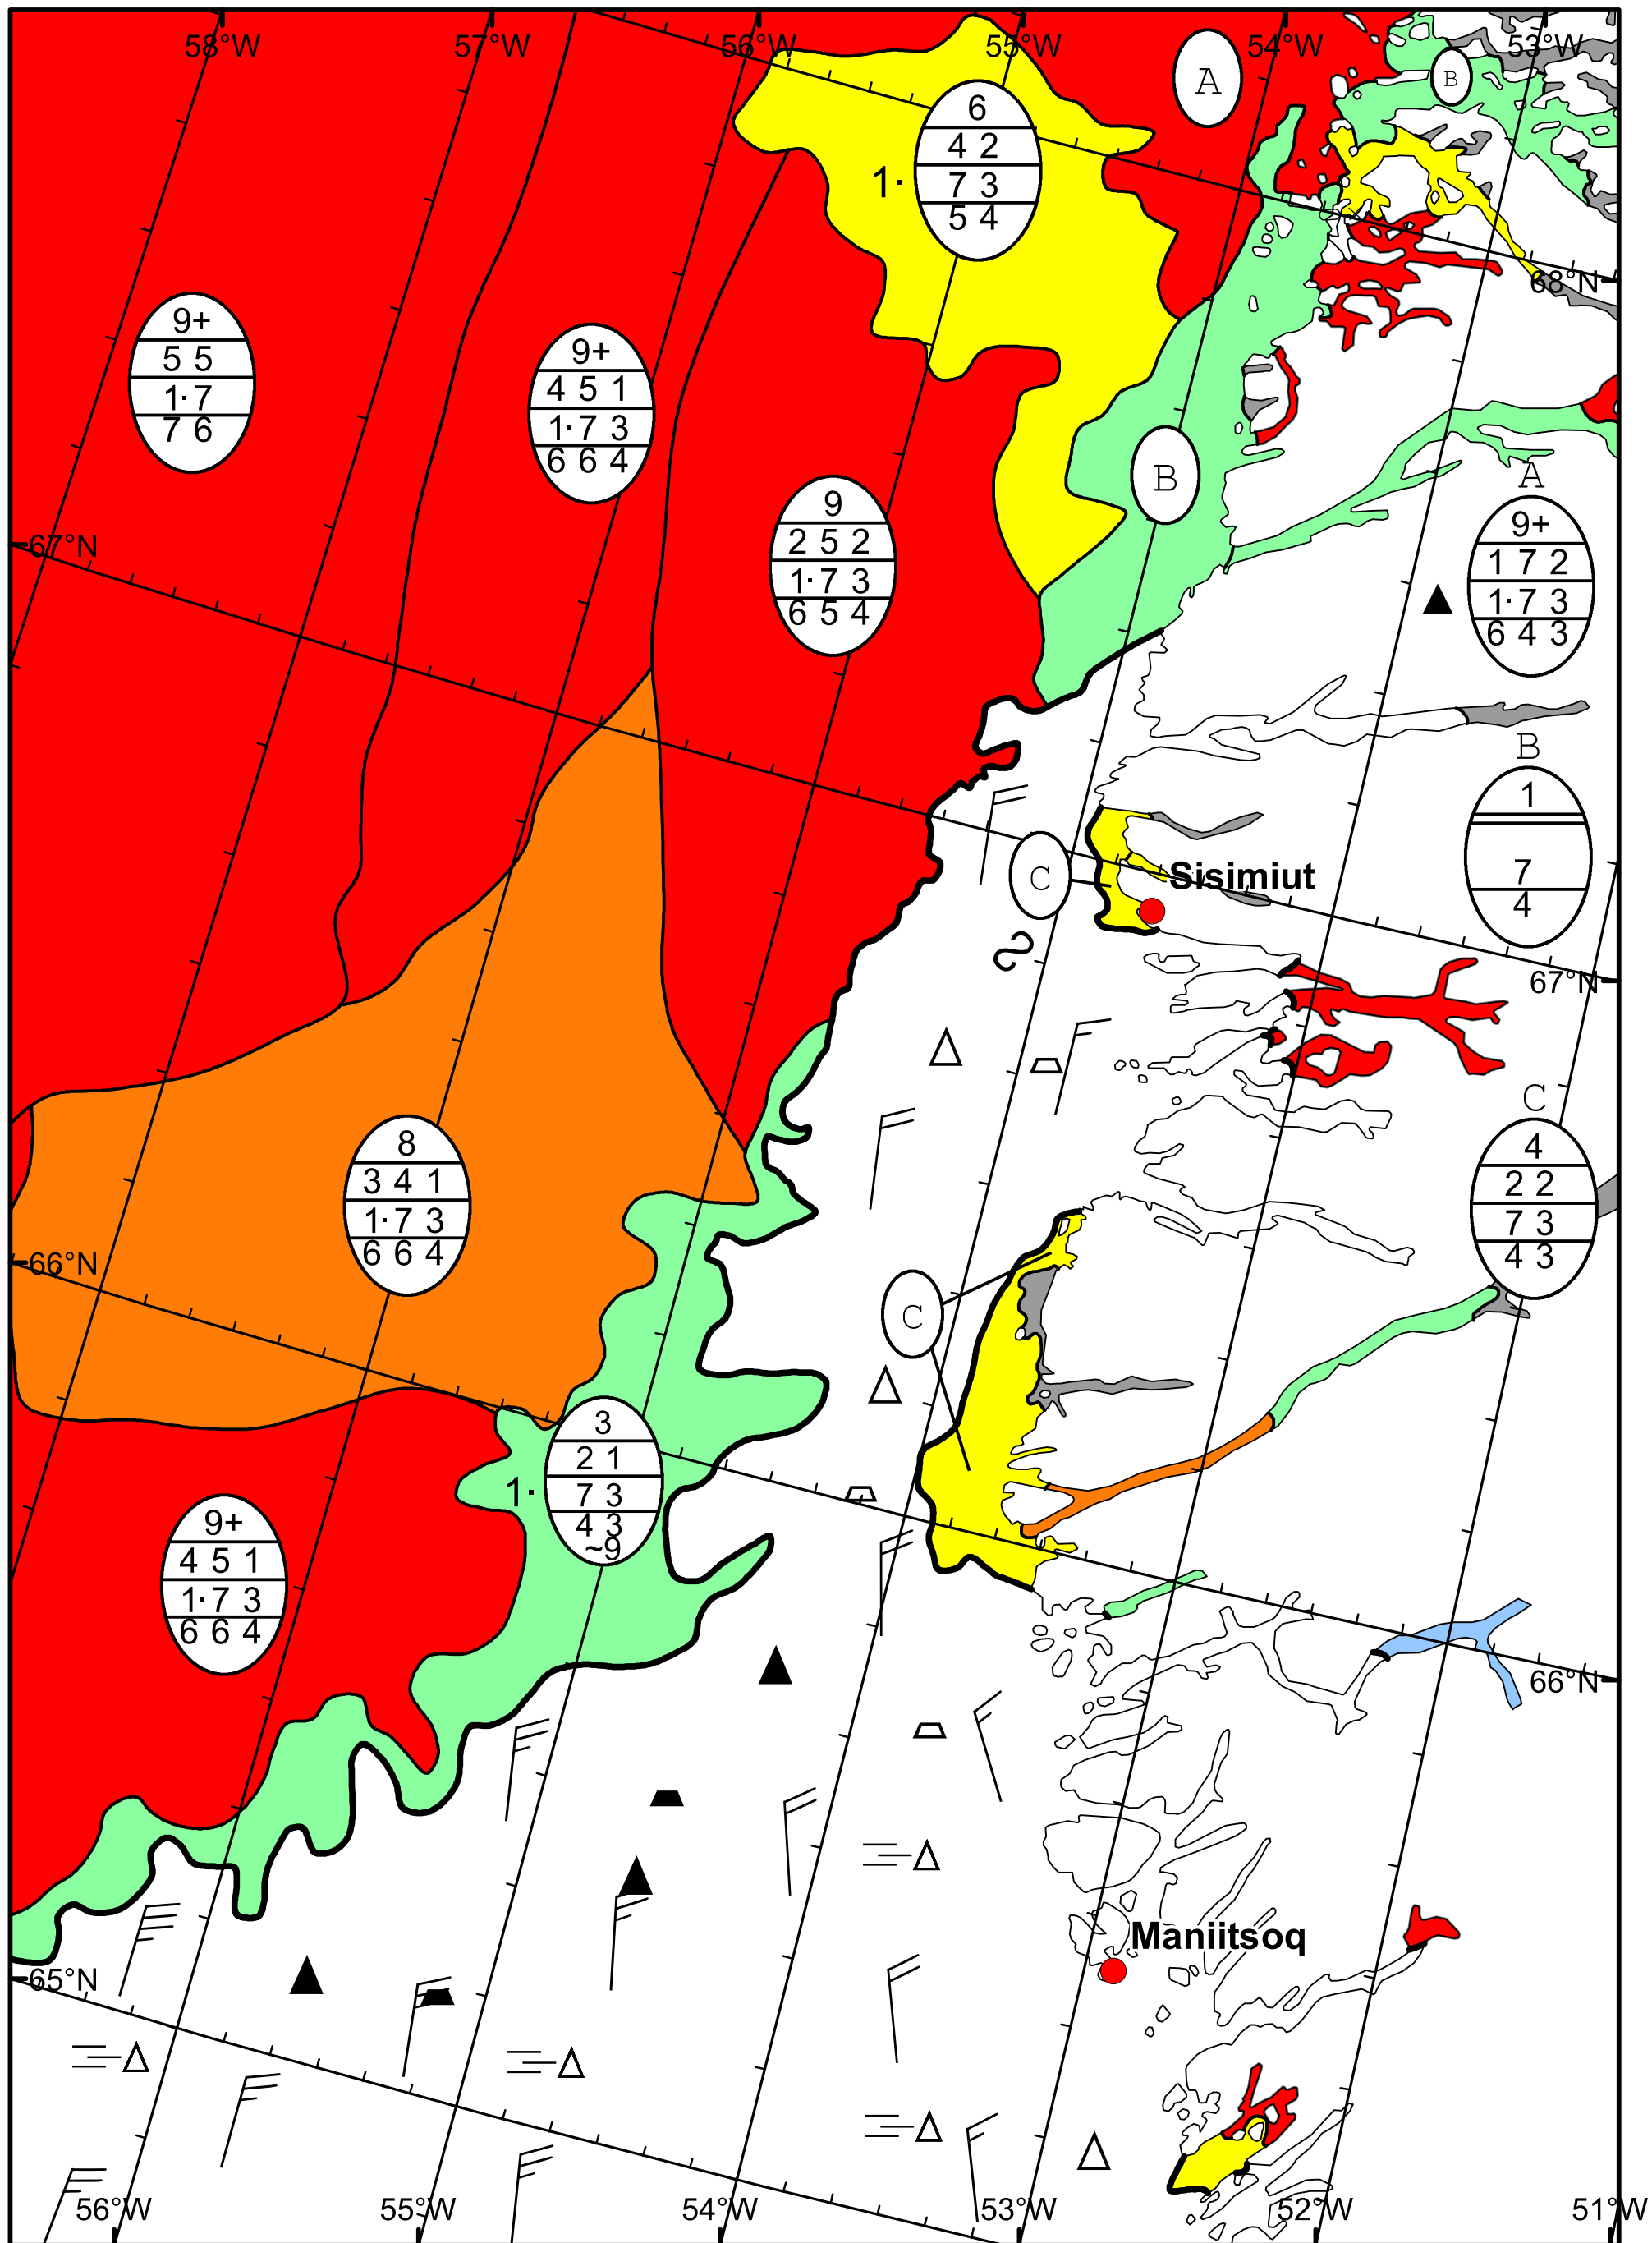 58°W 57°W 56°W 55°W 54°W 53°W
A
B
6
4 2
1· 7 3
5 4
68°N
9+
5 5
1·7
7 6
9+
4 5 1
1·7 3
6 6 4
B
9
2 5 2
1·7 3
6 5 4
A
9+
1 7 2
1·7 3
6 4 3
67°N
B
1
7
4
C
Sisimiut
67°N
C
4
2 2
7 3
4 3
8
3 4 1
1·7 3
6 6 4
66°N
C
3
2 1
1· 7 3
4 3
~9
9+
4 5 1
1·7 3
6 6 4
66°N
Maniitsoq
65°N
56°W 55°W 54°W 53°W 52°W 51°W